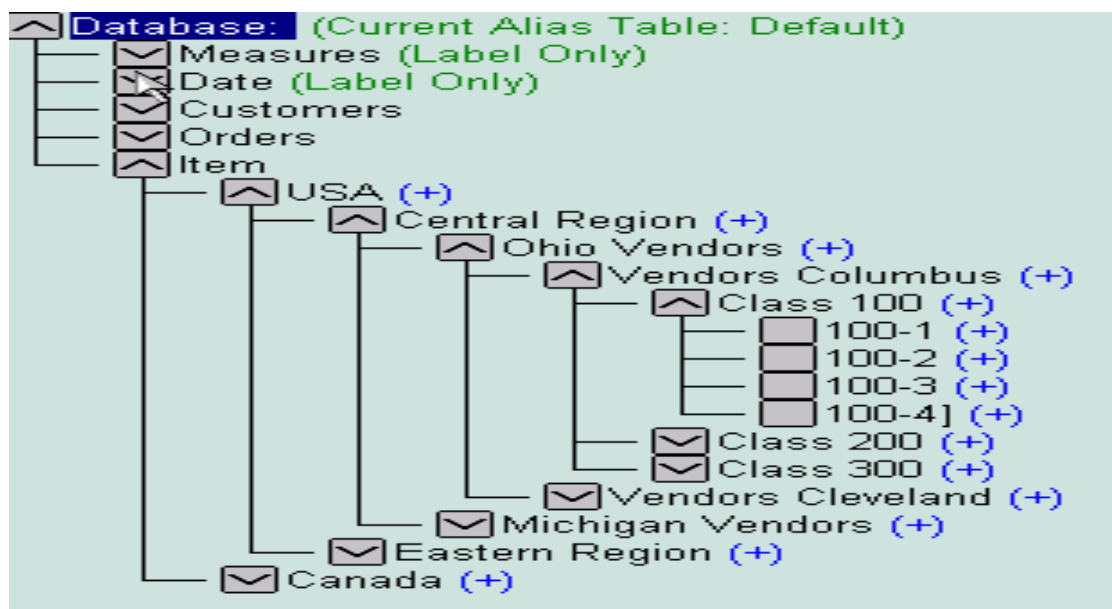 Database: (Current Alias Table: Default)
Measures (Label Only)
Date (Label Only)
Customers
Orders
Item
USA (+)
Central Region (+)
Ohio Vendors (+)
Vendors Columbus (+)
Class 100 (+)
100-1 (+)
100-2 (+)
100-3 (+)
100-4] (+)
Class 200 (+)
Class 300 (+)
Vendors Cleveland (+)
Michigan Vendors (+)
Eastern Region (+)
Canada (+)